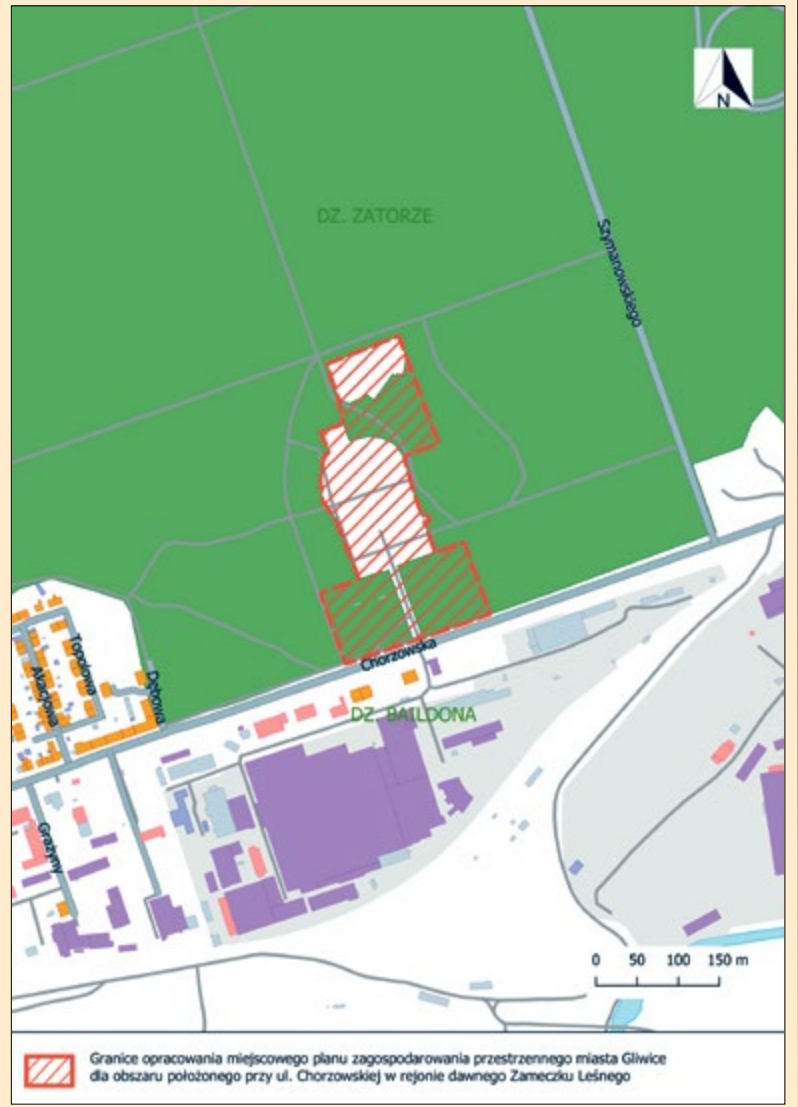 N
DZ. ZATORZE
Szymanowskiego
Chorzowska
DZ. BAILDONA
Topolowa
Akacjowa
Dębowa
Grażyny
0 50 100 150 m
Granice opracowania miejscowego planu zagospodarowania przestrzennego miasta Gliwice
dla obszaru położonego przy ul. Chorzowskiej w rejonie dawnego Zameczku Leśnego